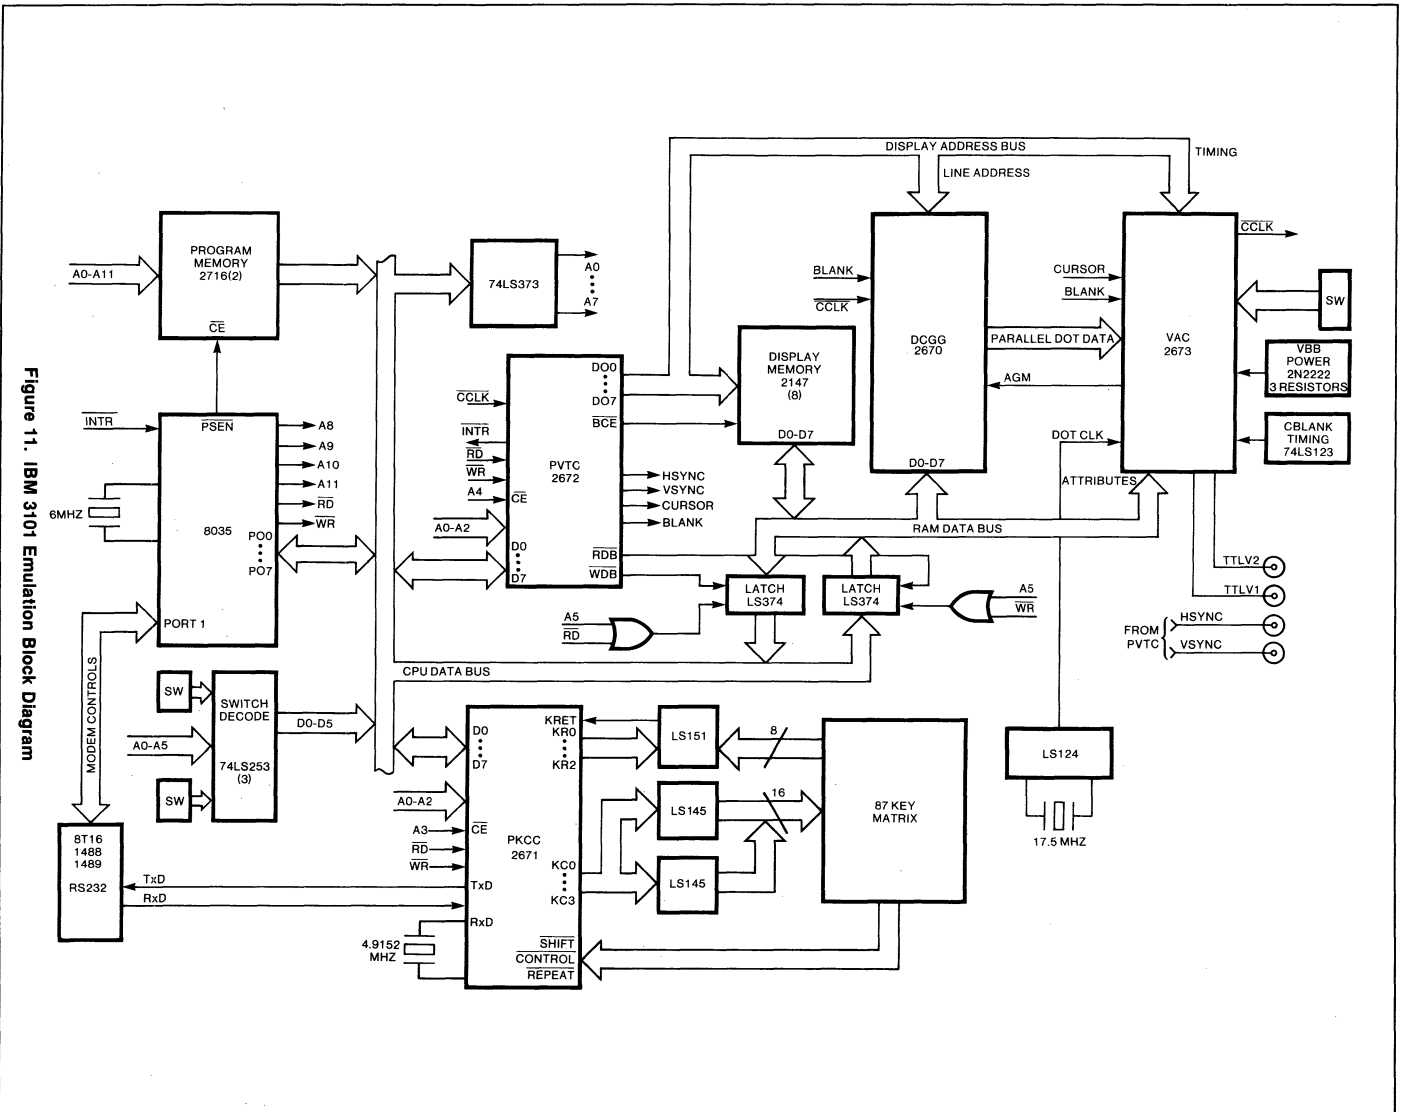 DISPLAY ADDRESS BUS
TIMING
LINE ADDRESS
PROGRAM
MEMORY
2716(2)
CE
A0-A11
74LS373
A0
A7
BLANK
CCLK
DCGG
2670
D0-D7
CURSOR
BLANK
VAC
2673
CCLK
SW
VBB
POWER
2N2222
3 RESISTORS
CBLANK
TIMING
74LS123
PARALLEL DOT DATA
AGM
DOT CLK
ATTRIBUTES
DISPLAY
MEMORY
2147
(8)
D0-D7
CCLK
INTR
RD
WR
A4
CE
A0-A2
D0
D7
PVTC
2672
DO0
DO7
BCE
HSYNC
VSYNC
CURSOR
BLANK
RDB
WDB
INTR
PSEN
8035
6MHZ
A8
A9
A10
A11
RD
WR
PO0
PO7
PORT 1
RAM DATA BUS
LATCH
LS374
LATCH
LS374
A5
RD
A5
WR
TTLV2
TTLV1
HSYNC
VSYNC
FROM
PVTC
CPU DATA BUS
MODEM CONTROLS
SW
SWITCH
DECODE
74LS253
(3)
D0-D5
A0-A5
SW
8T16
1488
1489
RS232
TxD
RxD
D0
D7
A0-A2
A3
CE
RD
WR
TxD
RxD
4.9152
MHZ
PKCC
2671
KRET
KR0
KR2
KC0
KC3
SHIFT
CONTROL
REPEAT
LS151
8
LS145
16
LS145
87 KEY
MATRIX
LS124
17.5 MHZ
Figure 11. IBM 3101 Emulation Block Diagram